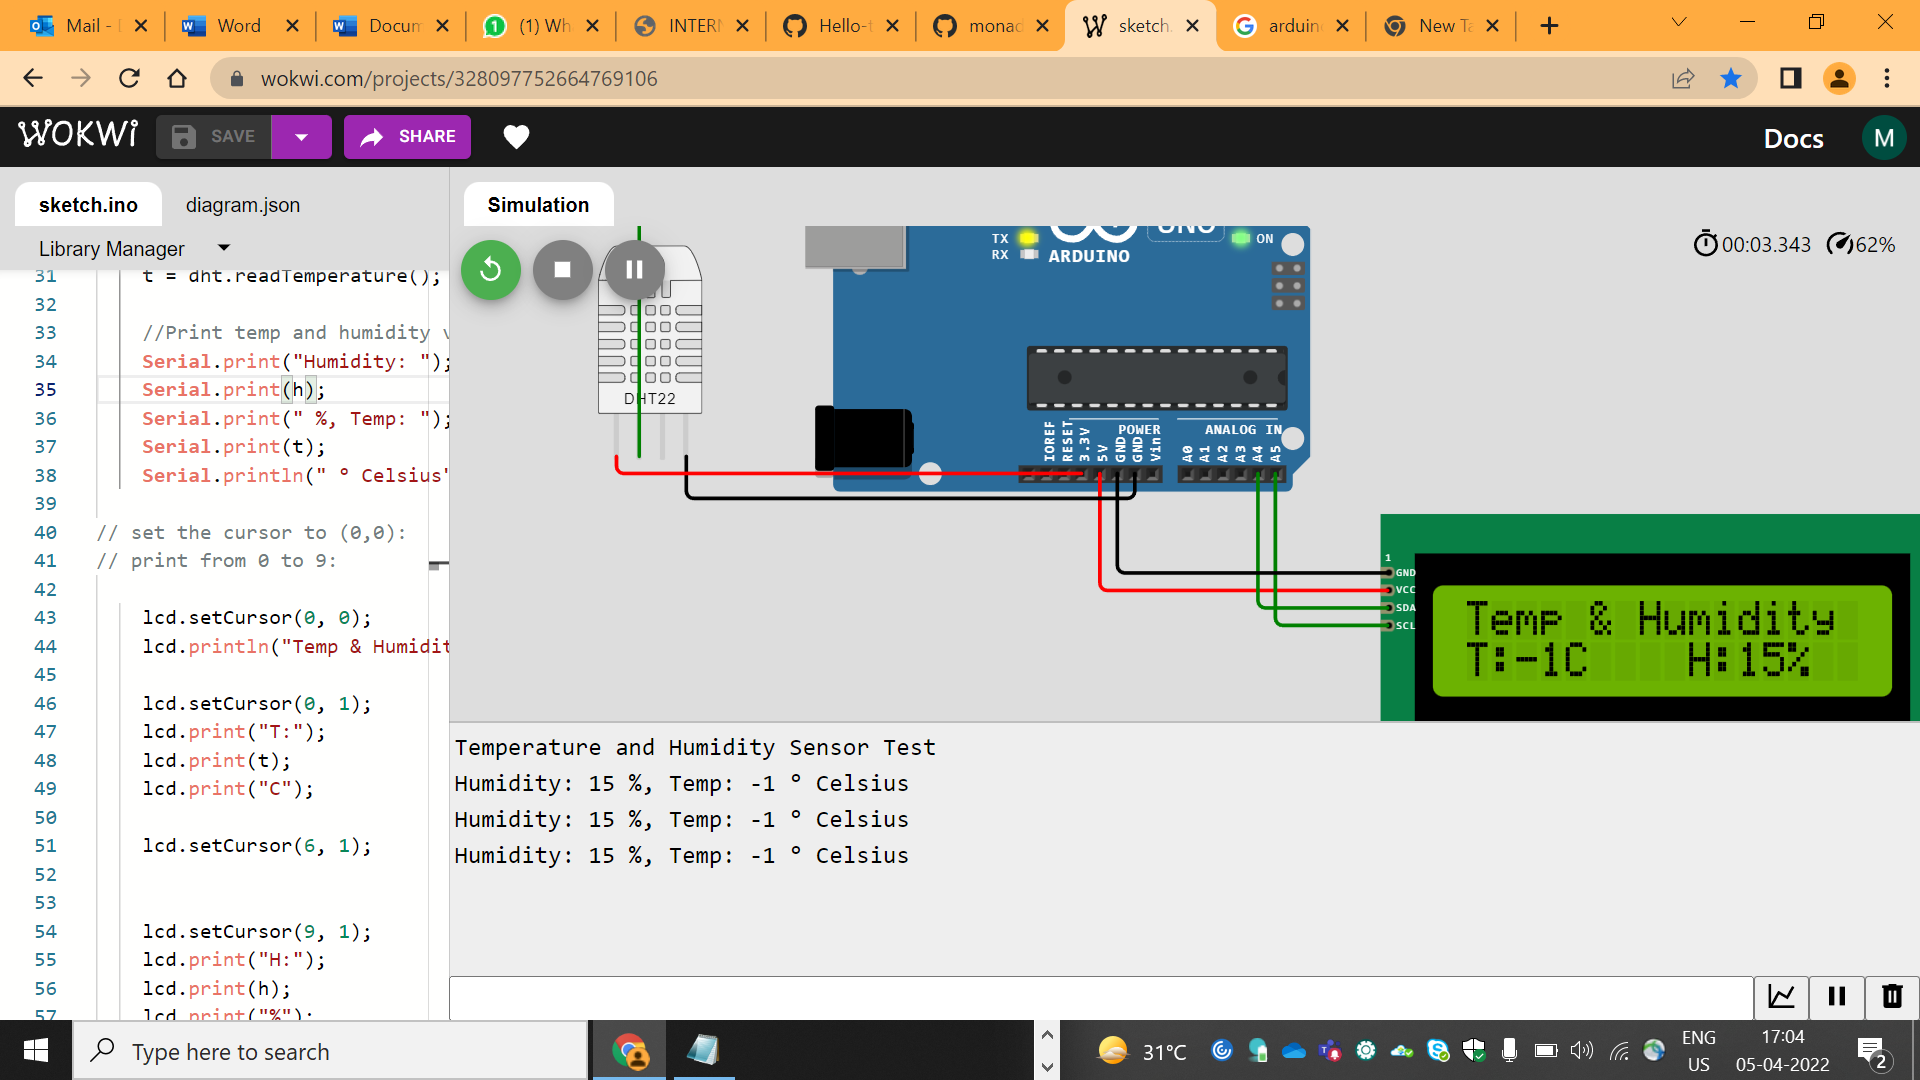 Mail -
Word
Docum
(1) Wh
INTERN
Hello-t
monad
sketch.
arduin
New Ta
wokwi.com/projects/328097752664769106
WOKWi
SAVE
SHARE
Docs
M
sketch.ino
diagram.json
Simulation
Library Manager
00:03.343
62%
31 t = dht.readTemperature();
32
33 //Print temp and humidity v
34 Serial.print("Humidity: ");
35 Serial.print(h);
36 Serial.print(" %, Temp: ");
37 Serial.print(t);
38 Serial.println(" ° Celsius"
39
40 // set the cursor to (0,0):
41 // print from 0 to 9:
42
43 lcd.setCursor(0, 0);
44 lcd.println("Temp & Humidit
45
46 lcd.setCursor(0, 1);
47 lcd.print("T:");
48 lcd.print(t);
49 lcd.print("C");
50
51 lcd.setCursor(6, 1);
52
53
54 lcd.setCursor(9, 1);
55 lcd.print("H:");
56 lcd.print(h);
57 lcd.print("%");
DHT22
TX
RX
UNO
ARDUINO
ON
POWER
ANALOG IN
IOREF
RESET
3.3V
5V
GND
GND
Vin
A0
A1
A2
A3
A4
A5
1
GND
VCC
SDA
SCL
Temp & Humidity
T:-1C H:15%
Temperature and Humidity Sensor Test
Humidity: 15 %, Temp: -1 ° Celsius
Humidity: 15 %, Temp: -1 ° Celsius
Humidity: 15 %, Temp: -1 ° Celsius
Type here to search
31°C
ENG
US
17:04
05-04-2022
2